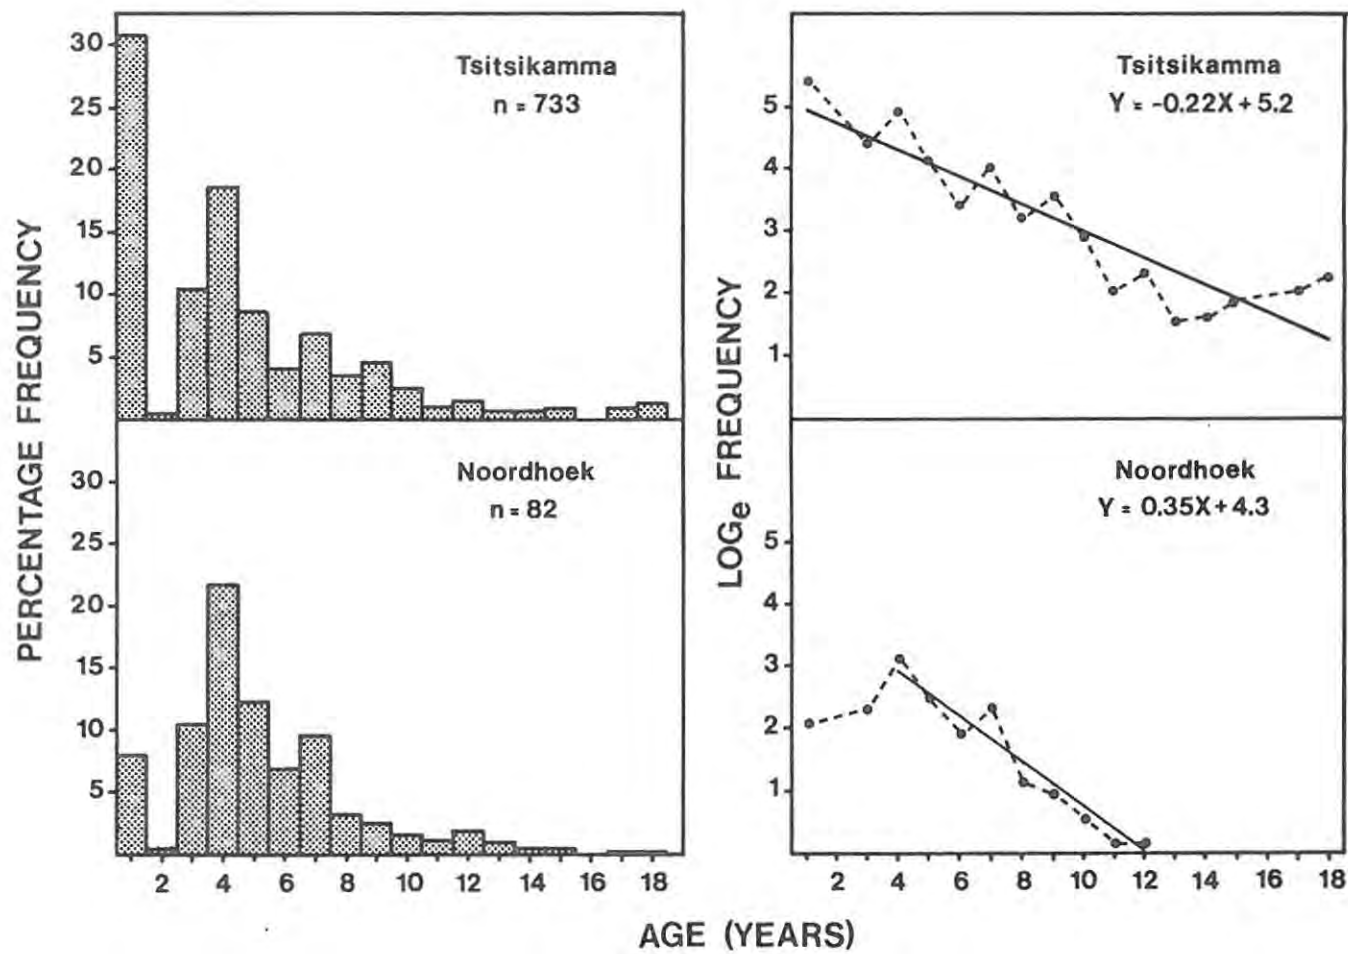 PERCENTAGE FREQUENCY
30
25
20
15
10
5
Tsitsikamma
n = 733
30
25
20
15
10
5
Noordhoek
n = 82
2 4 6 8 10 12 14 16 18
LOGe FREQUENCY
5
4
3
2
1
Tsitsikamma
Y = -0.22X + 5.2
5
4
3
2
1
Noordhoek
Y = 0.35X + 4.3
2 4 6 8 10 12 14 16 18
AGE (YEARS)